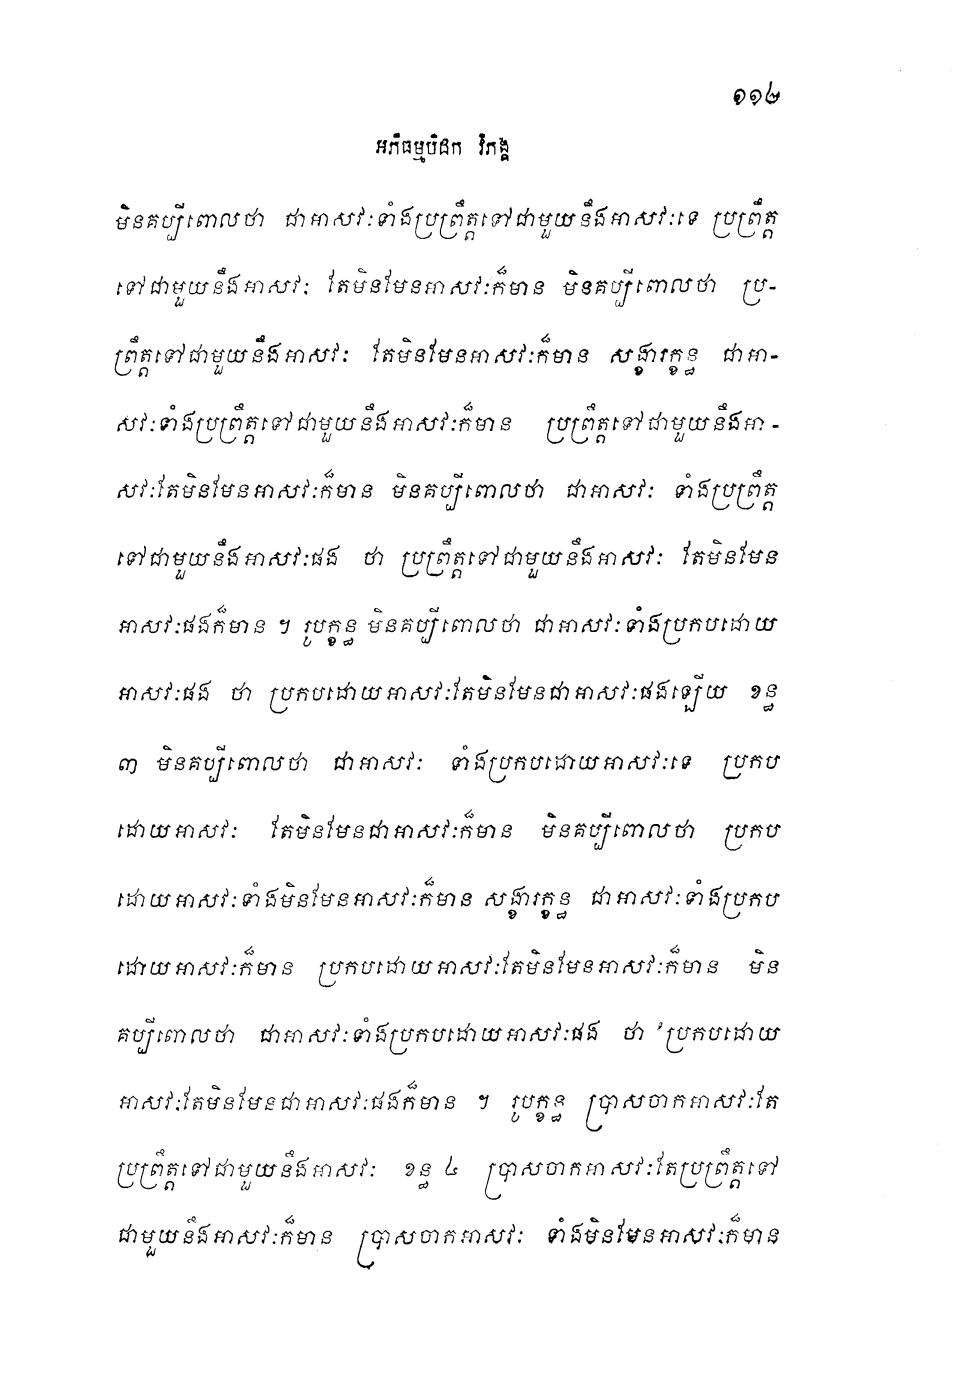 ១១២
អភិធម្មបិដក វិភង្គ
មិនគប្បីពោលថា ជាអាសវៈទាំងប្រព្រឹត្តទៅជាមួយនឹងអាសវៈទេ ប្រព្រឹត្ត
ទៅជាមួយនឹងអាសវៈ តែមិនមែនអាសវៈក៏មាន មិនគប្បីពោលថា ប្រ-
ព្រឹត្តទៅជាមួយនឹងអាសវៈ តែមិនមែនអាសវៈក៏មាន សង្ខារក្ខន្ធ ជាអា-
សវៈទាំងប្រព្រឹត្តទៅជាមួយនឹងអាសវៈក៏មាន ប្រព្រឹត្តទៅជាមួយនឹងអា-
សវៈតែមិនមែនអាសវៈក៏មាន មិនគប្បីពោលថា ជាអាសវៈ ទាំងប្រព្រឹត្ត
ទៅជាមួយនឹងអាសវៈផង ថា ប្រព្រឹត្តទៅជាមួយនឹងអាសវៈ តែមិនមែន
អាសវៈផងក៏មាន ។ រូបក្ខន្ធ មិនគប្បីពោលថា ជាអាសវៈទាំងប្រកបដោយ
អាសវៈផង ថា ប្រកបដោយអាសវៈតែមិនមែនជាអាសវៈផងឡើយ ខន្ធ
៣ មិនគប្បីពោលថា ជាអាសវៈ ទាំងប្រកបដោយអាសវៈទេ ប្រកប
ដោយអាសវៈ តែមិនមែនជាអាសវៈក៏មាន មិនគប្បីពោលថា ប្រកប
ដោយអាសវៈទាំងមិនមែនអាសវៈក៏មាន សង្ខារក្ខន្ធ ជាអាសវៈទាំងប្រកប
ដោយអាសវៈក៏មាន ប្រកបដោយអាសវៈតែមិនមែនអាសវៈក៏មាន មិន
គប្បីពោលថា ជាអាសវៈទាំងប្រកបដោយអាសវៈផង ថា ប្រកបដោយ
អាសវៈតែមិនមែនជាអាសវៈផងក៏មាន ។ រូបក្ខន្ធ ប្រាសចាកអាសវៈតែ
ប្រព្រឹត្តទៅជាមួយនឹងអាសវៈ ខន្ធ ៤ ប្រាសចាកអាសវៈតែប្រព្រឹត្តទៅ
ជាមួយនឹងអាសវៈក៏មាន ប្រាសចាកអាសវៈ ទាំងមិនមែនអាសវៈក៏មាន